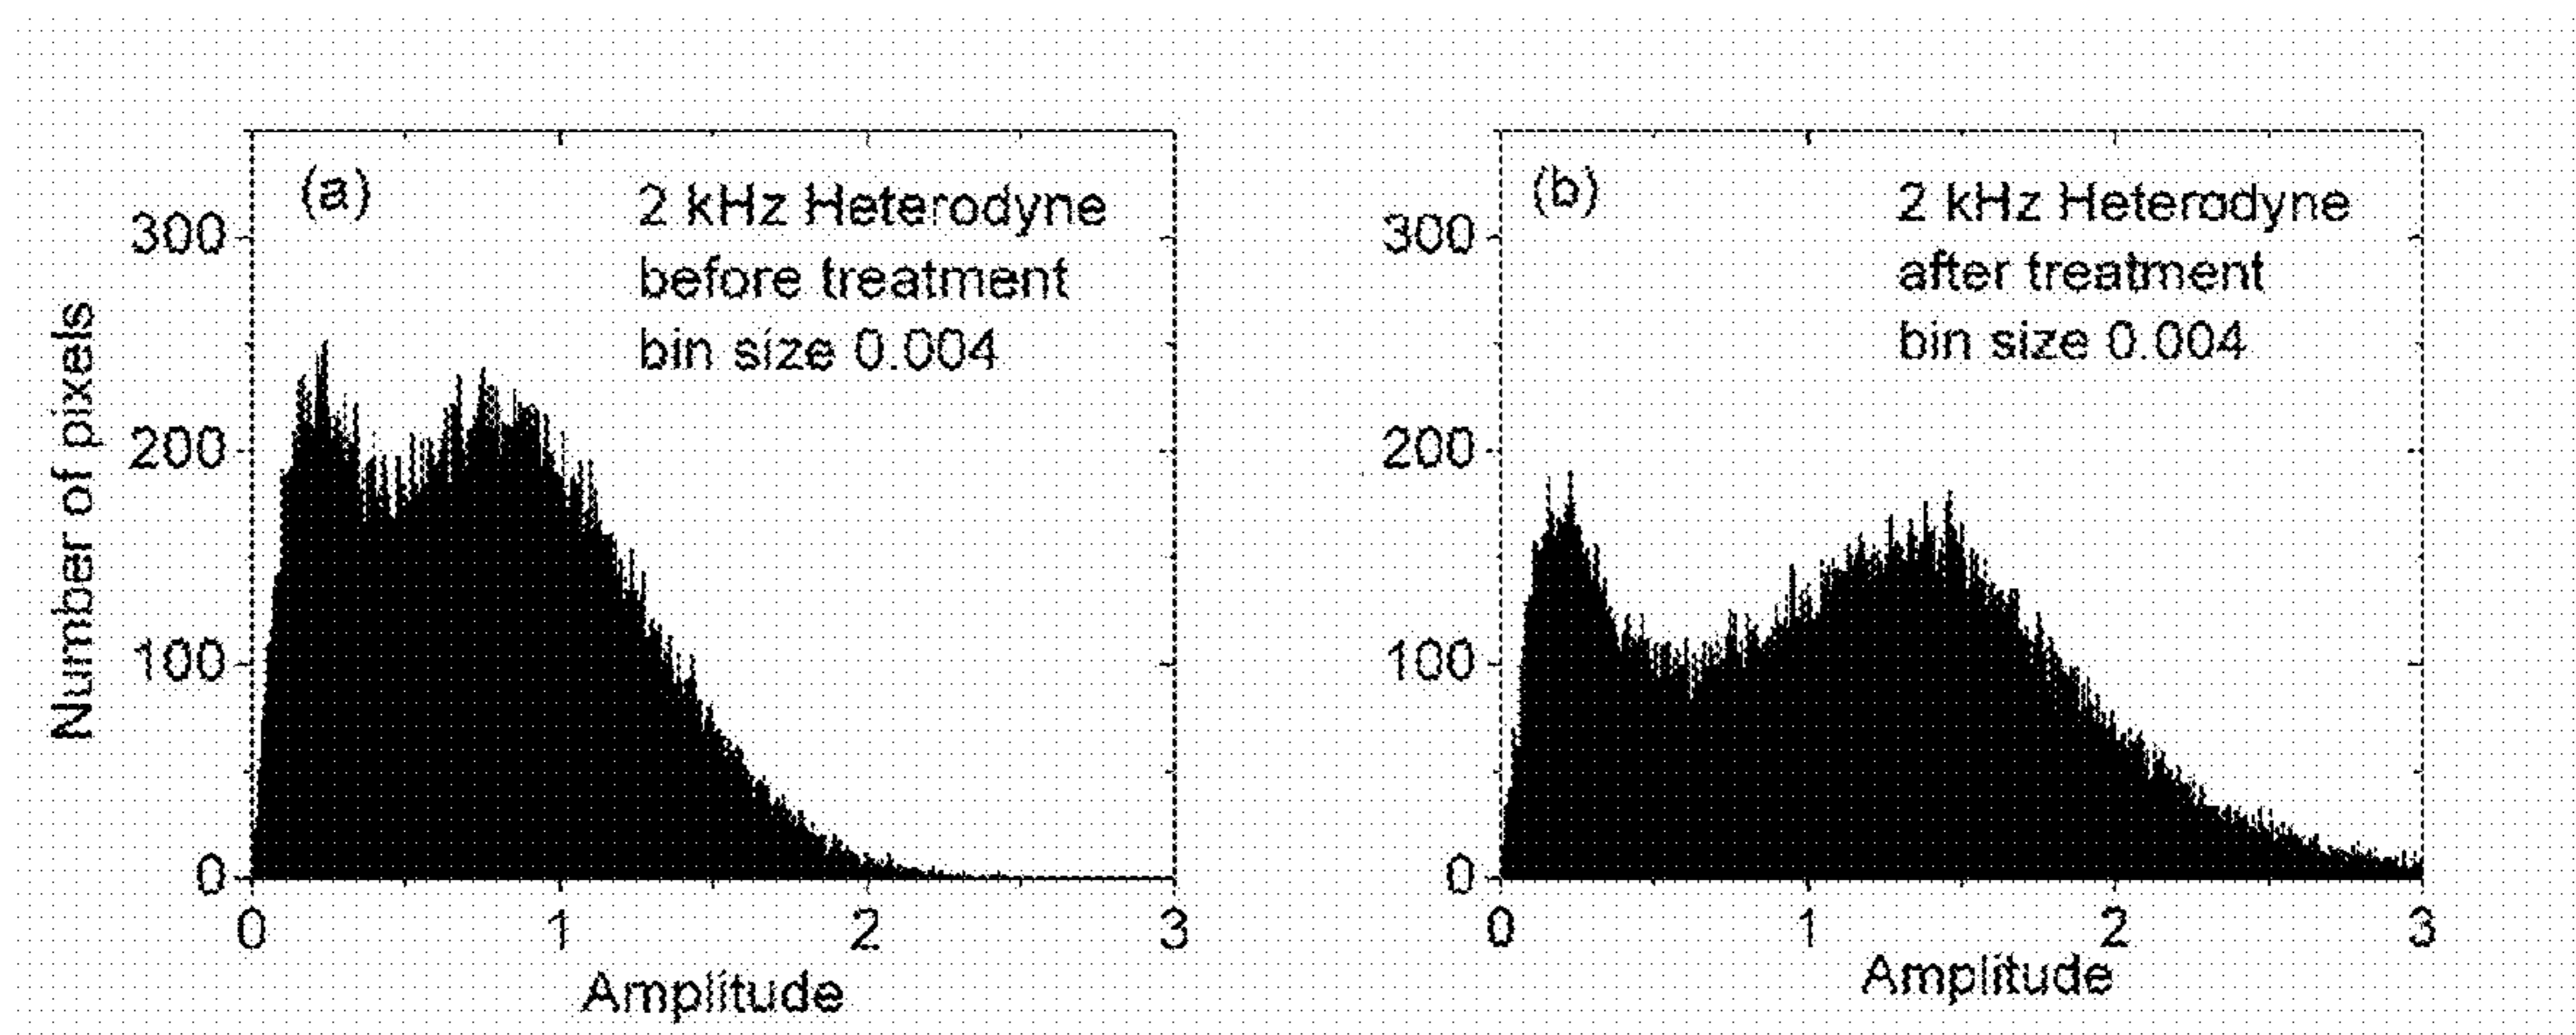 (a)
2 kHz Heterodyne
before treatment
bin size 0.004
Number of pixels
300
200
100
0
0 1 2 3
Amplitude
(b)
2 kHz Heterodyne
after treatment
bin size 0.004
300
200
100
0
0 1 2 3
Amplitude